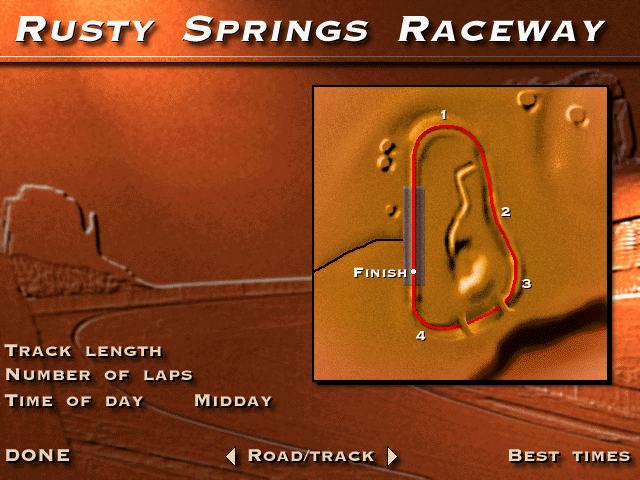 Rusty Springs Raceway
1
2
Finish
3
4
Track length
Number of laps
Time of day Midday
DONE Road/track Best times